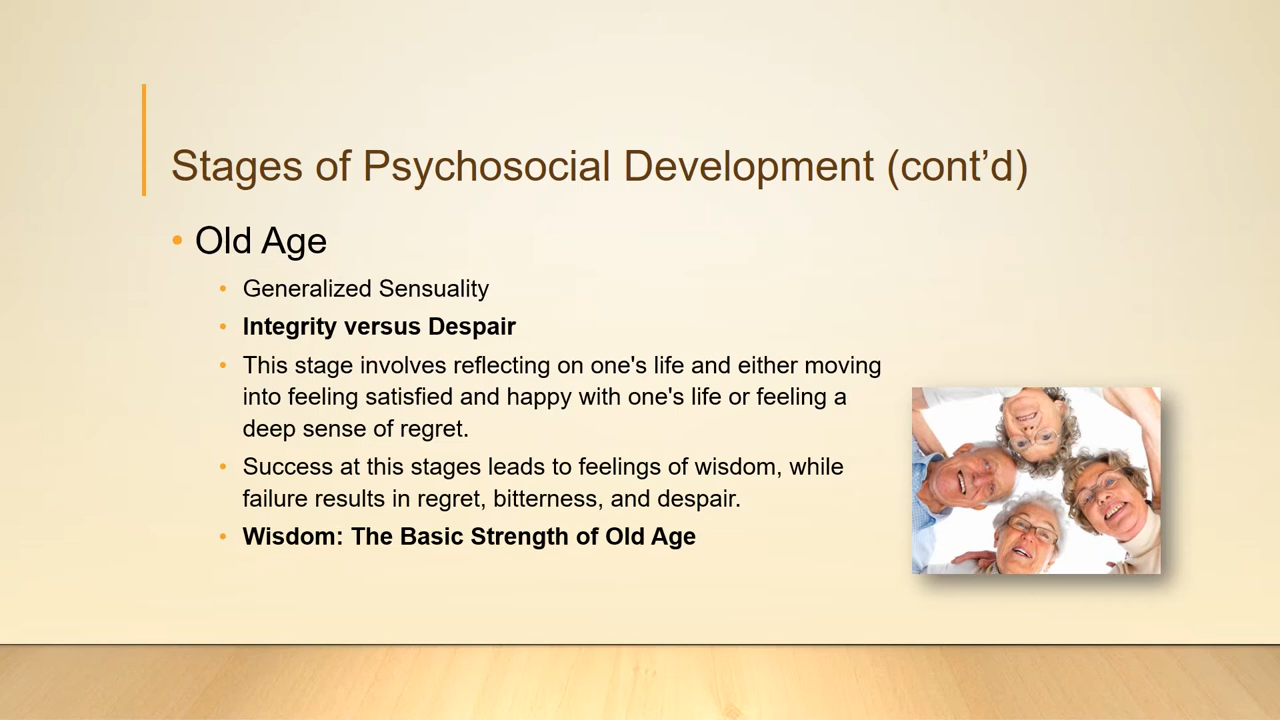 Stages of Psychosocial Development (cont’d)
• Old Age
• Generalized Sensuality
• Integrity versus Despair
• This stage involves reflecting on one's life and either moving
into feeling satisfied and happy with one's life or feeling a
deep sense of regret.
• Success at this stages leads to feelings of wisdom, while
failure results in regret, bitterness, and despair.
• Wisdom: The Basic Strength of Old Age